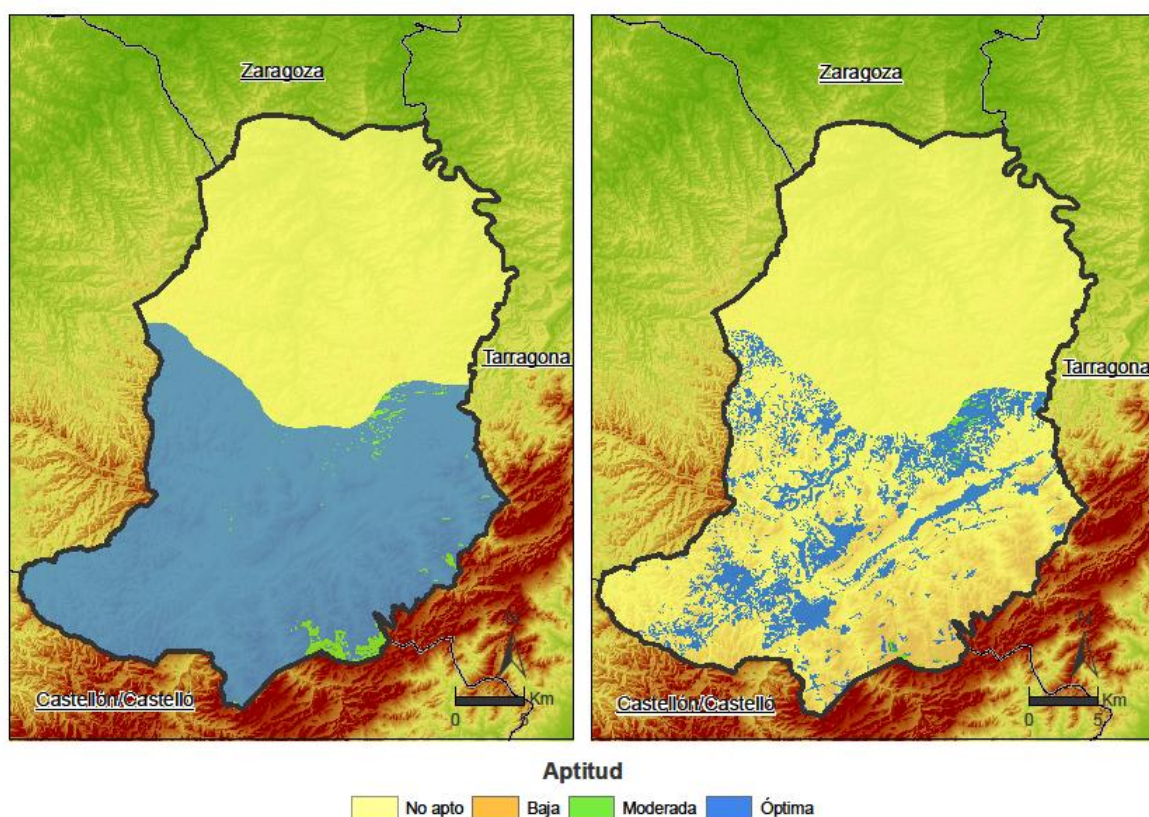 Zaragoza
Zaragoza
Tarragona
Tarragona
N
N
Km
Km
0 5
0 5
Castellón/Castelló
Castellón/Castelló
Aptitud
No apto Baja Moderada Óptima